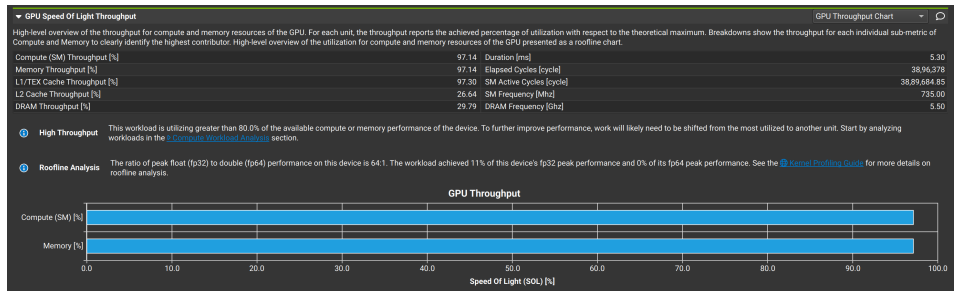 GPU Speed Of Light Throughput GPU Throughput Chart
High-level overview of the throughput for compute and memory resources of the GPU. For each unit, the throughput reports the achieved percentage of utilization with respect to the theoretical maximum. Breakdowns show the throughput for each individual sub-metric of
Compute and Memory to clearly identify the highest contributor. High-level overview of the utilization for compute and memory resources of the GPU presented as a roofline chart.
Compute (SM) Throughput [%] 97.14 Duration [ms] 5.30
Memory Throughput [%] 97.14 Elapsed Cycles [cycle] 38,96,378
L1/TEX Cache Throughput [%] 97.30 SM Active Cycles [cycle] 38,89,684.85
L2 Cache Throughput [%] 26.64 SM Frequency [Mhz] 735.00
DRAM Throughput [%] 29.79 DRAM Frequency [Ghz] 5.50
High Throughput This workload is utilizing greater than 80.0% of the available compute or memory performance of the device. To further improve performance, work will likely need to be shifted from the most utilized to another unit. Start by analyzing
workloads in the Compute Workload Analysis section.
Roofline Analysis The ratio of peak float (fp32) to double (fp64) performance on this device is 64:1. The workload achieved 11% of this device's fp32 peak performance and 0% of its fp64 peak performance. See the Kernel Profiling Guide for more details on
roofline analysis.
GPU Throughput
Compute (SM) [%]
Memory [%]
0.0 10.0 20.0 30.0 40.0 50.0 60.0 70.0 80.0 90.0 100.0
Speed Of Light (SOL) [%]